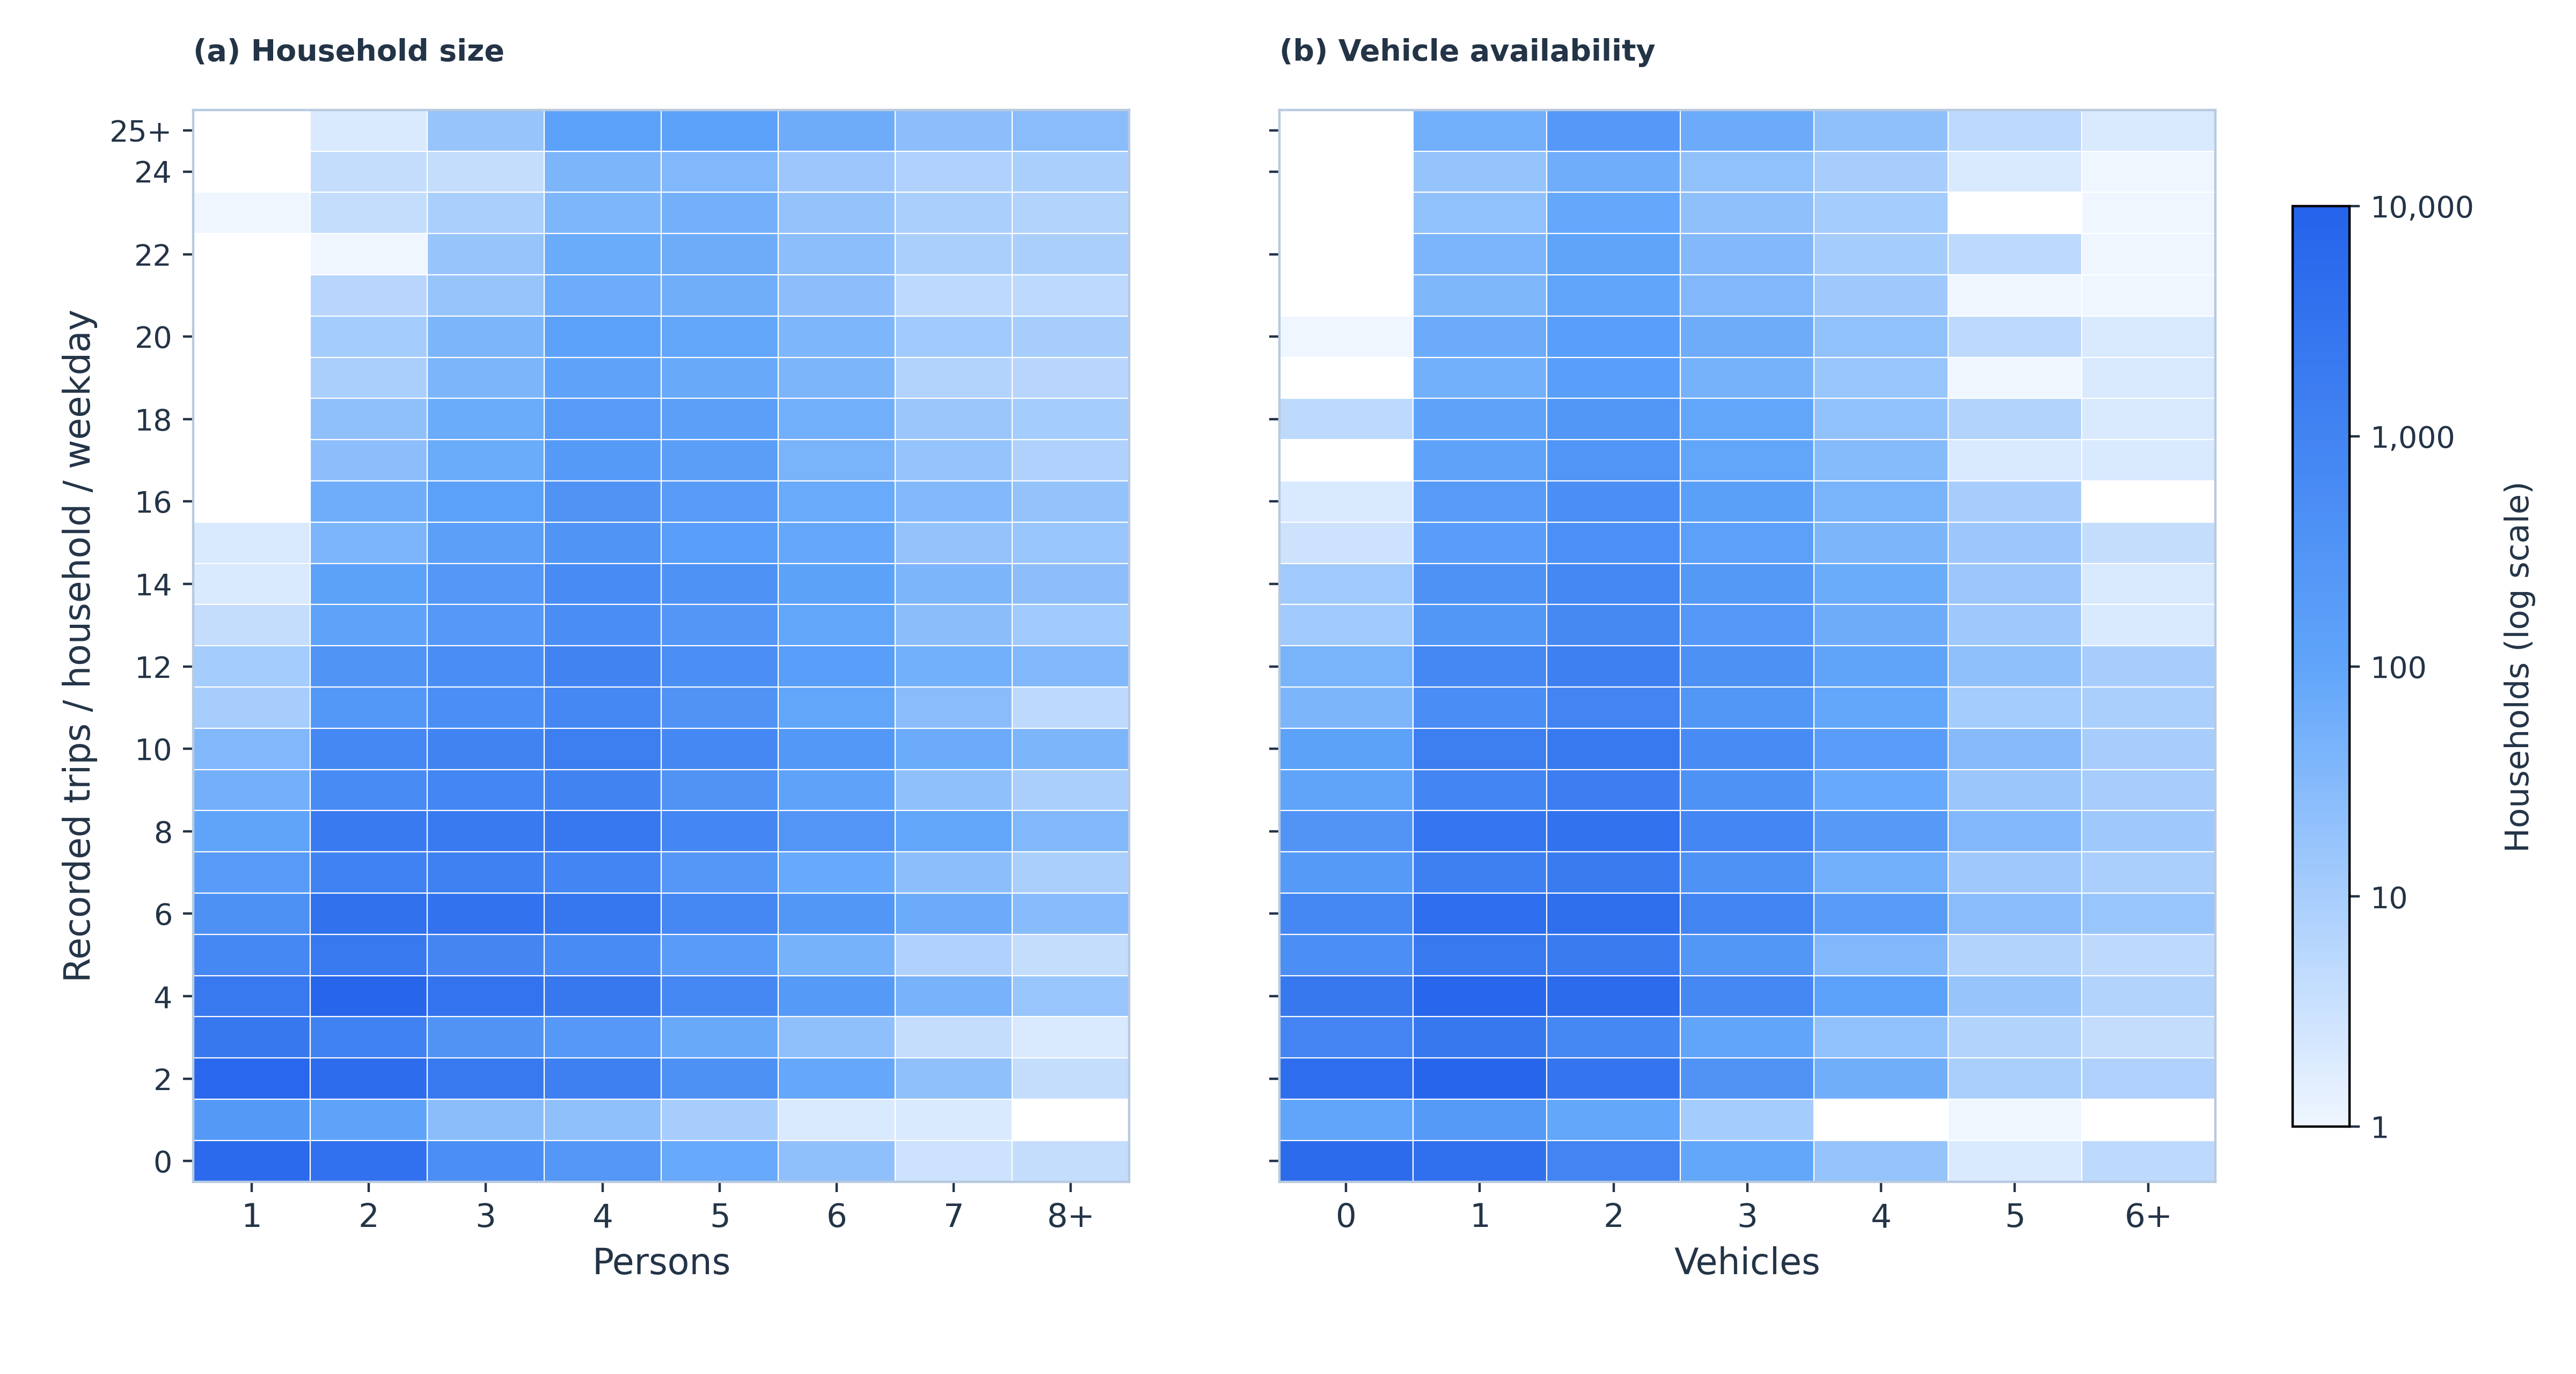 (a) Household size
(b) Vehicle availability
Recorded trips / household / weekday
25+
24
22
20
18
16
14
12
10
8
6
4
2
0
1 2 3 4 5 6 7 8+
Persons
0 1 2 3 4 5 6+
Vehicles
10,000
1,000
100
10
1
Households (log scale)